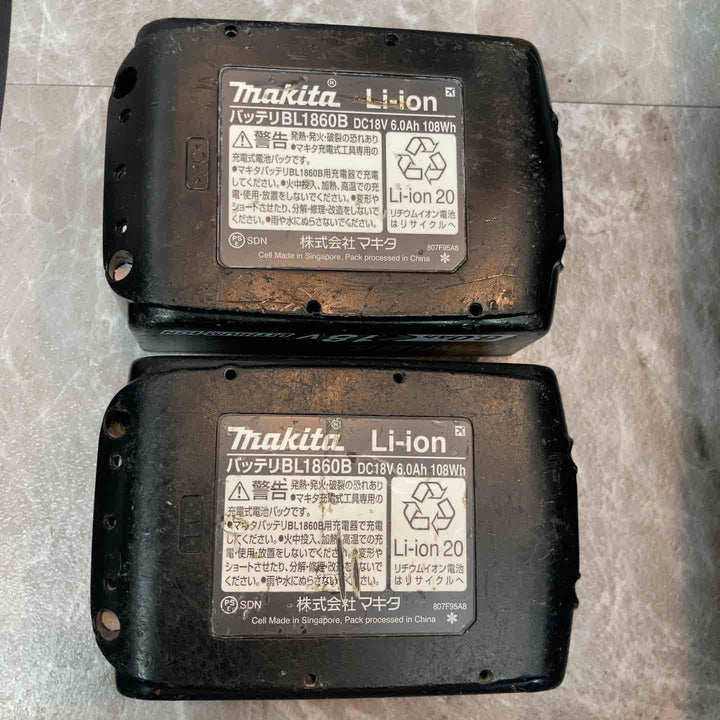 makita® Li-ion
バッテリBL1860B DC18V 6.0Ah 108Wh
警告 発熱・発火・破裂の恐れあり
●マキタ充電式工具専用の
充電式電池パックです。
●マキタバッテリBL1860B用充電器で充電
してください。●火中投入、加熱、高温での充
電・使用・放置をしないでください。●変形や
ショートさせたり、分解・修理・改造をしないで
ください。●雨や水にぬらさないでください。
Li-ion 20
リチウムイオン電池
はリサイクルへ
PS E SDN 株式会社マキタ 807F95A8
Cell Made in Singapore, Pack processed in China *
18V
makita® Li-ion
バッテリBL1860B DC18V 6.0Ah 108Wh
警告 発熱・発火・破裂の恐れあり
●マキタ充電式工具専用の
充電式電池パックです。
●マキタバッテリBL1860B用充電器で充電
してください。●火中投入、加熱、高温での充
電・使用・放置をしないでください。●変形や
ショートさせたり、分解・修理・改造をしないで
ください。●雨や水にぬらさないでください。
Li-ion 20
リチウムイオン電池
はリサイクルへ
PS E SDN 株式会社マキタ 807F95A8
Cell Made in Singapore, Pack processed in China *